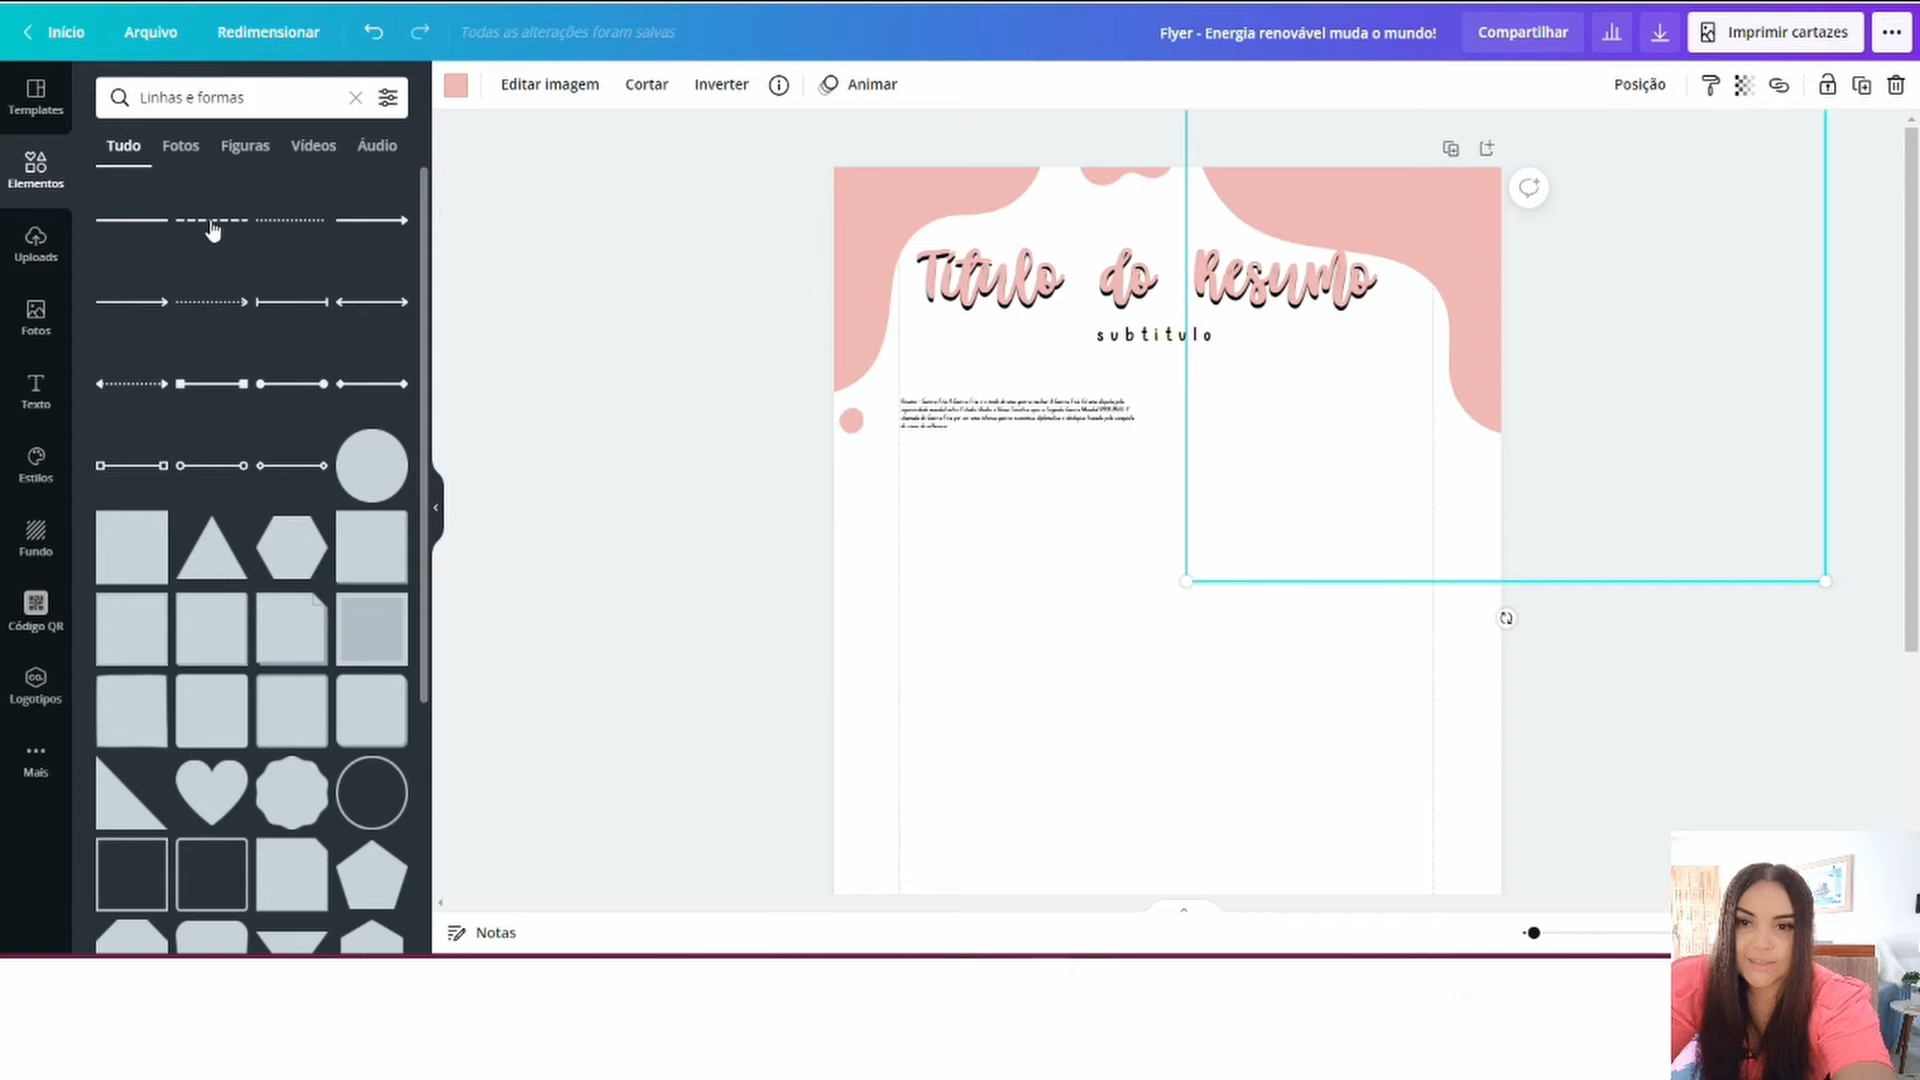 Início
Arquivo
Redimensionar
Todas as alterações foram salvas
Flyer - Energia renovável muda o mundo!
Compartilhar
Imprimir cartazes
Templates
Elementos
Uploads
Fotos
Texto
Estilos
Fundo
Código QR
CO.
Logotipos
Mais
Linhas e formas
Tudo
Fotos
Figuras
Vídeos
Áudio
Editar imagem
Cortar
Inverter
Animar
Posição
Título do Resumo
subtitulo
Notas